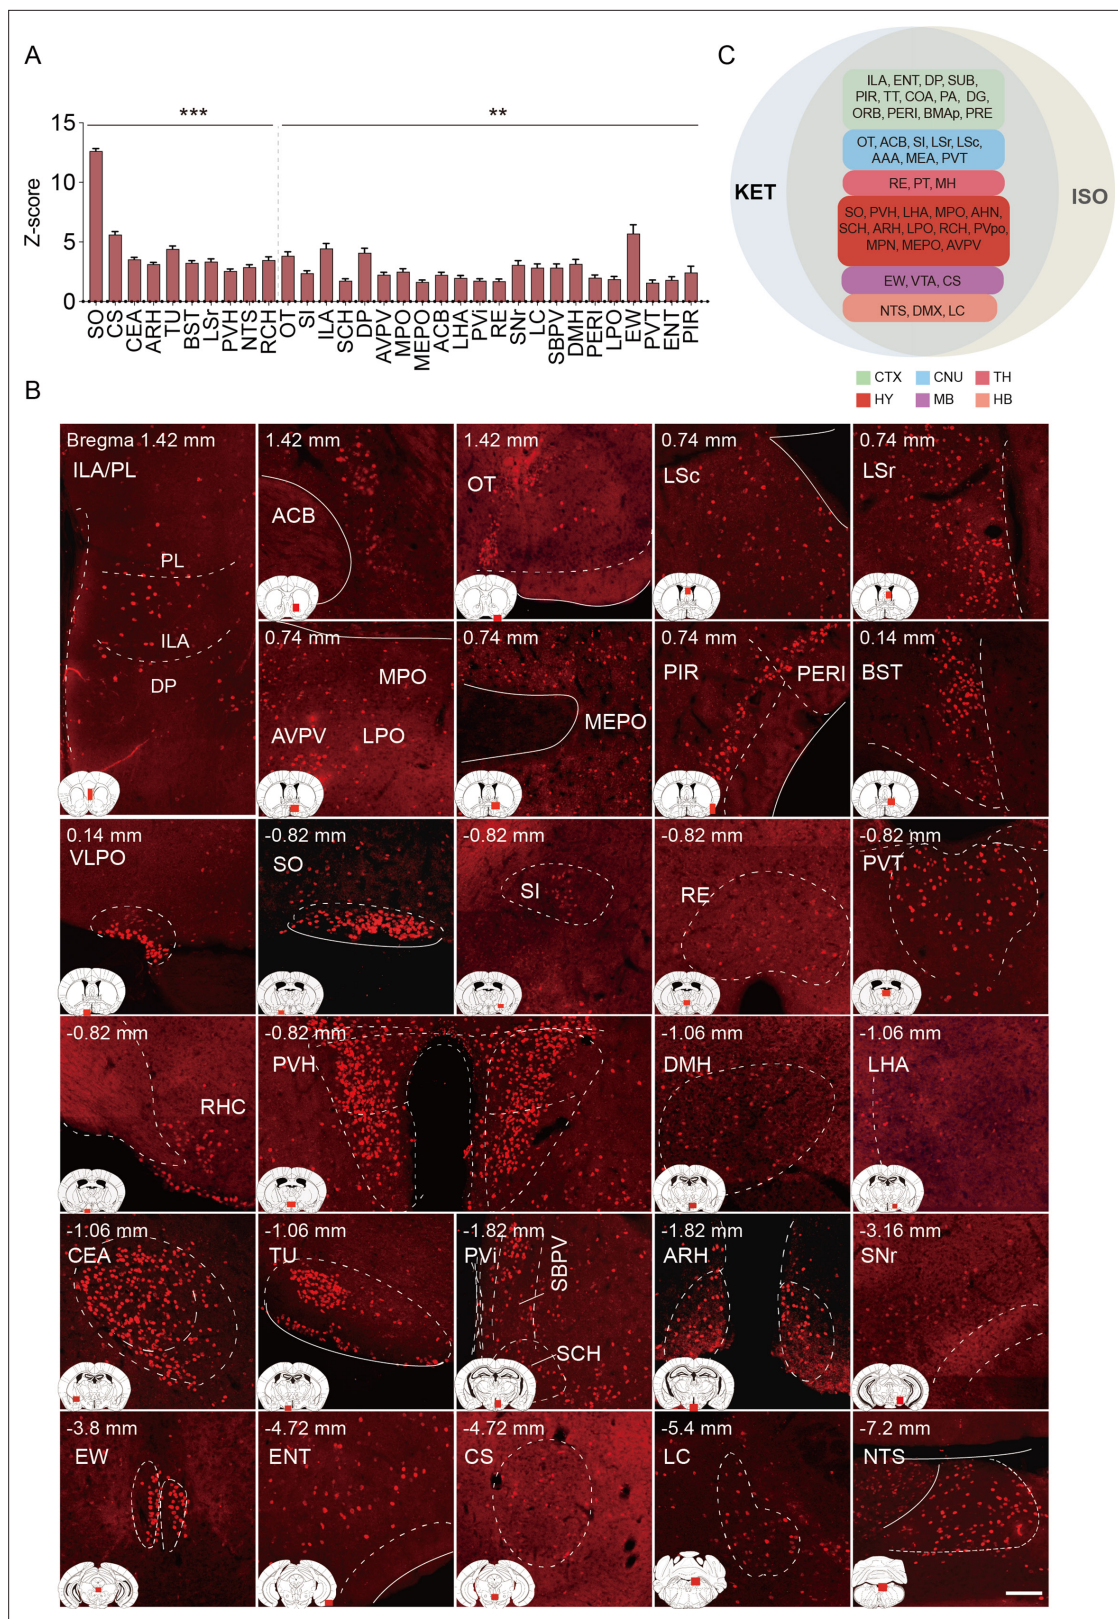 A
*** **
15
10
5
0
Z-score
SO CS CEA ARH TU BST LSr PVH NTS RCH OT SI ILA SCH DP AVPV MPO MEPO ACB LHA PVi RE SNr LC SBPV DMH PERI LPO EW PVT ENT PIR
C
KET
ISO
ILA, ENT, DP, SUB,
PIR, TT, COA, PA, DG,
ORB, PERI, BMAp, PRE
OT, ACB, SI, LSr, LSc,
AAA, MEA, PVT
RE, PT, MH
SO, PVH, LHA, MPO, AHN,
SCH, ARH, LPO, RCH, PVpo,
MPN, MEPO, AVPV
EW, VTA, CS
NTS, DMX, LC
CTX CNU TH
HY MB HB
B
Bregma 1.42 mm
ILA/PL
PL
ILA
DP
1.42 mm
ACB
1.42 mm
OT
0.74 mm
LSc
0.74 mm
LSr
0.74 mm
MPO
AVPV LPO
0.74 mm
MEPO
0.74 mm
PIR PERI
0.14 mm
BST
0.14 mm
VLPO
-0.82 mm
SO
-0.82 mm
SI
-0.82 mm
RE
-0.82 mm
PVT
-0.82 mm
RHC
-0.82 mm
PVH
-1.06 mm
DMH
-1.06 mm
LHA
-1.06 mm
CEA
-1.06 mm
TU
-1.82 mm
PVi
SBPV
SCH
-1.82 mm
ARH
-3.16 mm
SNr
-3.8 mm
EW
-4.72 mm
ENT
-4.72 mm
CS
-5.4 mm
LC
-7.2 mm
NTS